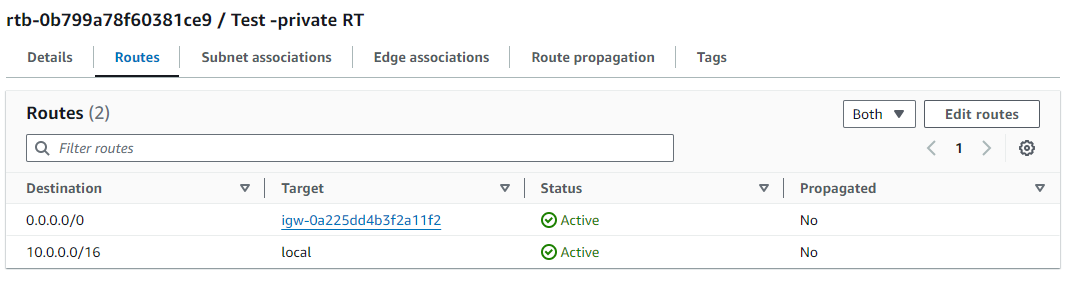 rtb-0b799a78f60381ce9 / Test -private RT
Details Routes Subnet associations Edge associations Route propagation Tags
Routes (2) Both Edit routes
Filter routes 1
Destination Target Status Propagated
0.0.0.0/0 igw-0a225dd4b3f2a11f2 Active No
10.0.0.0/16 local Active No